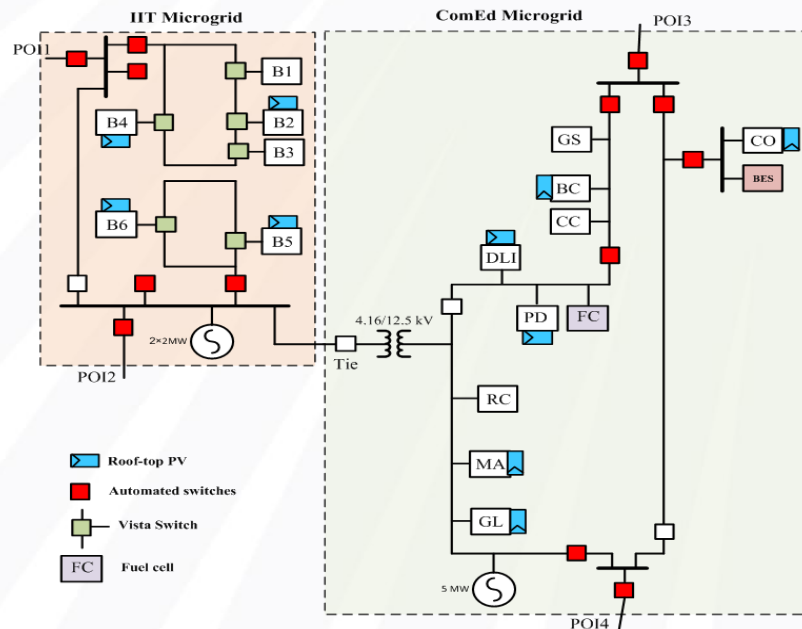 IIT Microgrid
ComEd Microgrid
POI1
POI3
B1
B4
B2
B3
B6
B5
GS
CO
BC
BES
CC
DLI
4.16/12.5 kV
PD
FC
2×2MW
Tie
POI2
RC
MA
GL
5 MW
POI4
Roof-top PV
Automated switches
Vista Switch
FC
Fuel cell